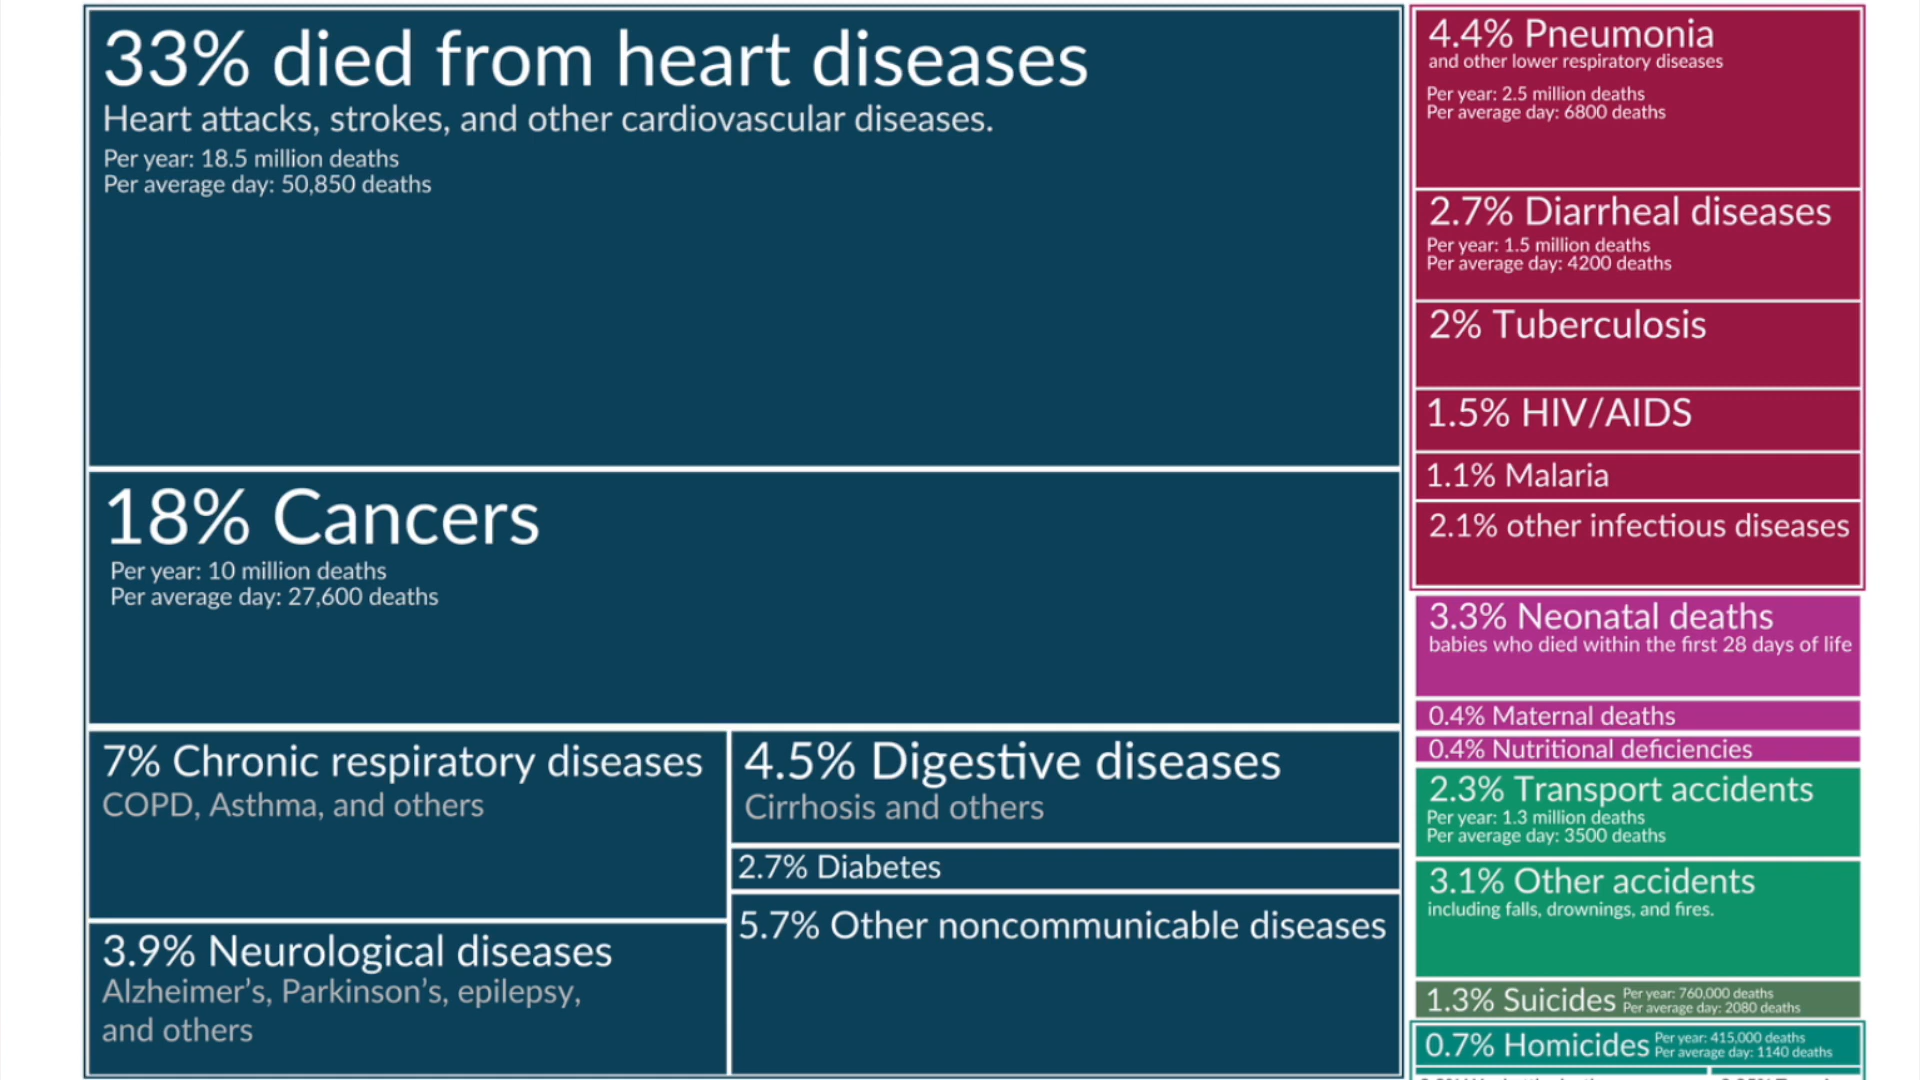 33% died from heart diseases
Heart attacks, strokes, and other cardiovascular diseases.
Per year: 18.5 million deaths
Per average day: 50,850 deaths
18% Cancers
Per year: 10 million deaths
Per average day: 27,600 deaths
7% Chronic respiratory diseases
COPD, Asthma, and others
3.9% Neurological diseases
Alzheimer’s, Parkinson’s, epilepsy,
and others
4.5% Digestive diseases
Cirrhosis and others
2.7% Diabetes
5.7% Other noncommunicable diseases
4.4% Pneumonia
and other lower respiratory diseases
Per year: 2.5 million deaths
Per average day: 6800 deaths
2.7% Diarrheal diseases
Per year: 1.5 million deaths
Per average day: 4200 deaths
2% Tuberculosis
1.5% HIV/AIDS
1.1% Malaria
2.1% other infectious diseases
3.3% Neonatal deaths
babies who died within the first 28 days of life
0.4% Maternal deaths
0.4% Nutritional deficiencies
2.3% Transport accidents
Per year: 1.3 million deaths
Per average day: 3500 deaths
3.1% Other accidents
including falls, drownings, and fires.
1.3% Suicides
Per year: 760,000 deaths
Per average day: 2080 deaths
0.7% Homicides
Per year: 415,000 deaths
Per average day: 1140 deaths